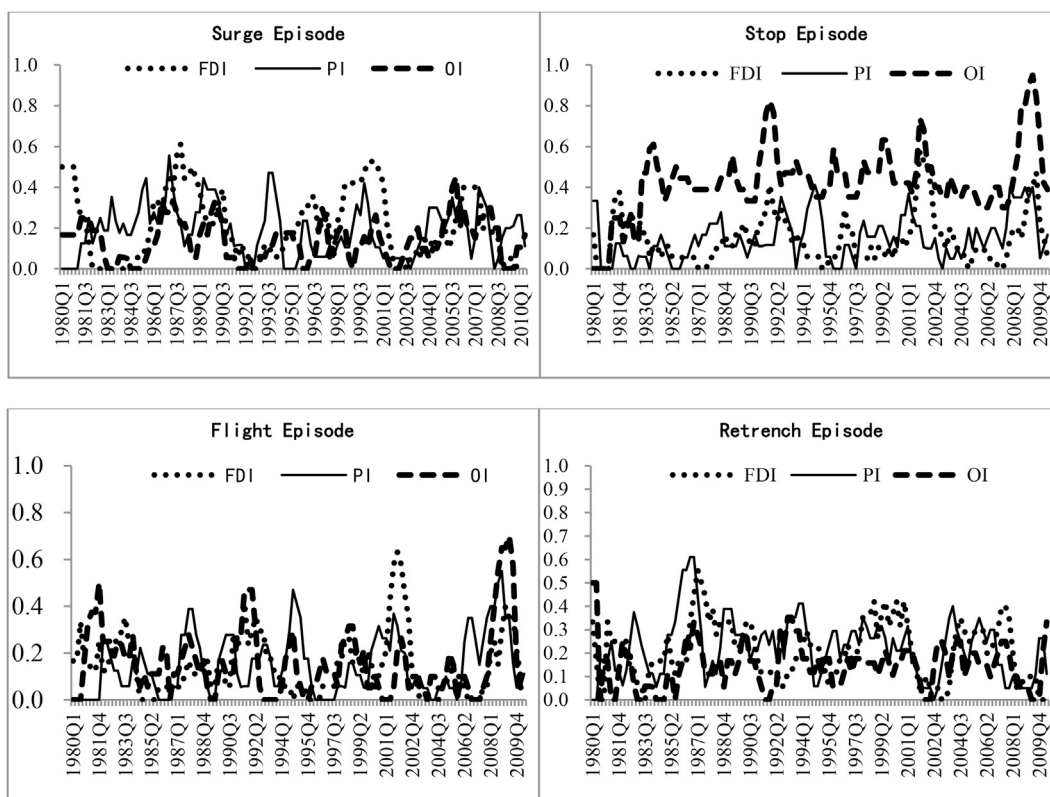 Surge Episode
FDI PI OI
1.0
0.8
0.6
0.4
0.2
0.0
1980Q1 1981Q3 1983Q1 1984Q3 1986Q1 1987Q3 1989Q1 1990Q3 1992Q1 1993Q3 1995Q1 1996Q3 1998Q1 1999Q3 2001Q1 2002Q3 2004Q1 2005Q3 2007Q1 2008Q3 2010Q1
Stop Episode
FDI PI OI
1.0
0.8
0.6
0.4
0.2
0.0
1980Q1 1981Q4 1983Q3 1985Q2 1987Q1 1988Q4 1990Q3 1992Q2 1994Q1 1995Q4 1997Q3 1999Q2 2001Q1 2002Q4 2004Q3 2006Q2 2008Q1 2009Q4
Flight Episode
FDI PI OI
1.0
0.8
0.6
0.4
0.2
0.0
1980Q1 1981Q4 1983Q3 1985Q2 1987Q1 1988Q4 1990Q3 1992Q2 1994Q1 1995Q4 1997Q3 1999Q2 2001Q1 2002Q4 2004Q3 2006Q2 2008Q1 2009Q4
Retrench Episode
FDI PI OI
1.0
0.9
0.8
0.7
0.6
0.5
0.4
0.3
0.2
0.1
0.0
1980Q1 1981Q4 1983Q3 1985Q2 1987Q1 1988Q4 1990Q3 1992Q2 1994Q1 1995Q4 1997Q3 1999Q2 2001Q1 2002Q4 2004Q3 2006Q2 2008Q1 2009Q4